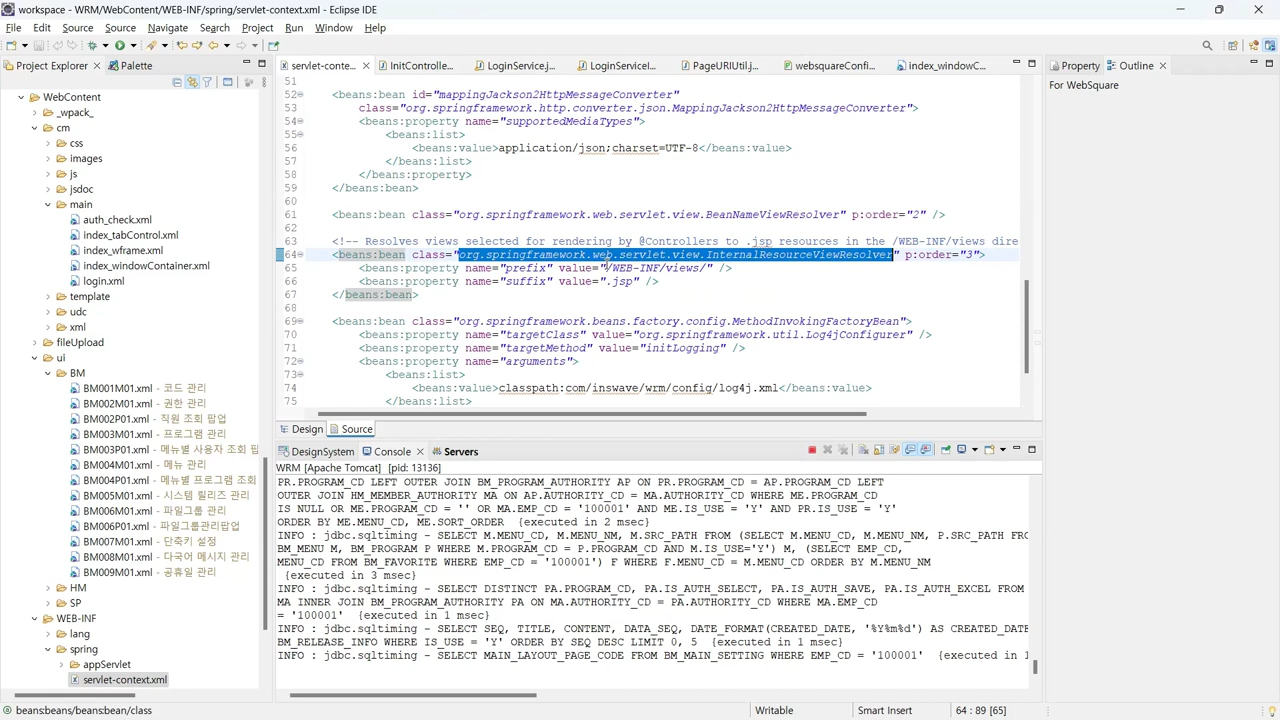 workspace - WRM/WebContent/WEB-INF/spring/servlet-context.xml - Eclipse IDE
File Edit Source Source Navigate Search Project Run Window Help
Project Explorer
Palette
WebContent
_wpack_
cm
css
images
js
jsdoc
main
auth_check.xml
index_tabControl.xml
index_wframe.xml
index_windowContainer.xml
login.xml
template
udc
xml
fileUpload
ui
BM
BM001M01.xml - 코드 관리
BM002M01.xml - 권한 관리
BM002P01.xml - 직원 조회 팝업
BM003M01.xml - 프로그램 관리
BM003P01.xml - 메뉴별 사용자 조회 팝
BM004M01.xml - 메뉴 관리
BM004P01.xml - 메뉴별 프로그램 조회
BM005M01.xml - 시스템 릴리즈 관리
BM006M01.xml - 파일그룹 관리
BM006P01.xml - 파일그룹관리팝업
BM007M01.xml - 단축키 설정
BM008M01.xml - 다국어 메시지 관리
BM009M01.xml - 공휴일 관리
HM
SP
WEB-INF
lang
spring
appServlet
servlet-context.xml
servlet-conte... InitControlle... LoginService.j... LoginServiceI... PageURIUtil.j... websquareConfi... index_windowC...
51
52 <beans:bean id="mappingJackson2HttpMessageConverter"
53 class="org.springframework.http.converter.json.MappingJackson2HttpMessageConverter">
54 <beans:property name="supportedMediaTypes">
55 <beans:list>
56 <beans:value>application/json;charset=UTF-8</beans:value>
57 </beans:list>
58 </beans:property>
59 </beans:bean>
60
61 <beans:bean class="org.springframework.web.servlet.view.BeanNameViewResolver" p:order="2" />
62
63 <!-- Resolves views selected for rendering by @Controllers to .jsp resources in the /WEB-INF/views dire
64 <beans:bean class="org.springframework.web.servlet.view.InternalResourceViewResolver" p:order="3">
65 <beans:property name="prefix" value="/WEB-INF/views/" />
66 <beans:property name="suffix" value=".jsp" />
67 </beans:bean>
68
69 <beans:bean class="org.springframework.beans.factory.config.MethodInvokingFactoryBean">
70 <beans:property name="targetClass" value="org.springframework.util.Log4jConfigurer" />
71 <beans:property name="targetMethod" value="initLogging" />
72 <beans:property name="arguments">
73 <beans:list>
74 <beans:value>classpath:com/inswave/wrm/config/log4j.xml</beans:value>
75 </beans:list>
Design Source
DesignSystem Console Servers
WRM [Apache Tomcat] [pid: 13136]
PR.PROGRAM_CD LEFT OUTER JOIN BM_PROGRAM_AUTHORITY AP ON PR.PROGRAM_CD = AP.PROGRAM_CD LEFT
OUTER JOIN HM_MEMBER_AUTHORITY MA ON AP.AUTHORITY_CD = MA.AUTHORITY_CD WHERE ME.PROGRAM_CD
IS NULL OR ME.PROGRAM_CD = '' OR MA.EMP_CD = '100001' AND ME.IS_USE = 'Y' AND PR.IS_USE = 'Y'
ORDER BY ME.MENU_CD, ME.SORT_ORDER {executed in 2 msec}
INFO : jdbc.sqltiming - SELECT M.MENU_CD, M.MENU_NM, M.SRC_PATH FROM (SELECT M.MENU_CD, M.MENU_NM, P.SRC_PATH FRO
BM_MENU M, BM_PROGRAM P WHERE M.PROGRAM_CD = P.PROGRAM_CD AND M.IS_USE='Y') M, (SELECT EMP_CD,
MENU_CD FROM BM_FAVORITE WHERE EMP_CD = '100001') F WHERE F.MENU_CD = M.MENU_CD ORDER BY M.MENU_NM
{executed in 3 msec}
INFO : jdbc.sqltiming - SELECT DISTINCT PA.PROGRAM_CD, PA.IS_AUTH_SELECT, PA.IS_AUTH_SAVE, PA.IS_AUTH_EXCEL FROM
MA INNER JOIN BM_PROGRAM_AUTHORITY PA ON MA.AUTHORITY_CD = PA.AUTHORITY_CD WHERE MA.EMP_CD
= '100001' {executed in 1 msec}
INFO : jdbc.sqltiming - SELECT SEQ, TITLE, CONTENT, DATA_SEQ, DATE_FORMAT(CREATED_DATE, '%Y%m%d') AS CREATED_DATE
BM_RELEASE_INFO WHERE IS_USE = 'Y' ORDER BY SEQ DESC LIMIT 0, 5 {executed in 1 msec}
INFO : jdbc.sqltiming - SELECT MAIN_LAYOUT_PAGE_CODE FROM BM_MAIN_SETTING WHERE EMP_CD = '100001' {executed in 1
Property Outline
For WebSquare
beans:beans/beans:bean/class Writable Smart Insert 64 : 89 [65]